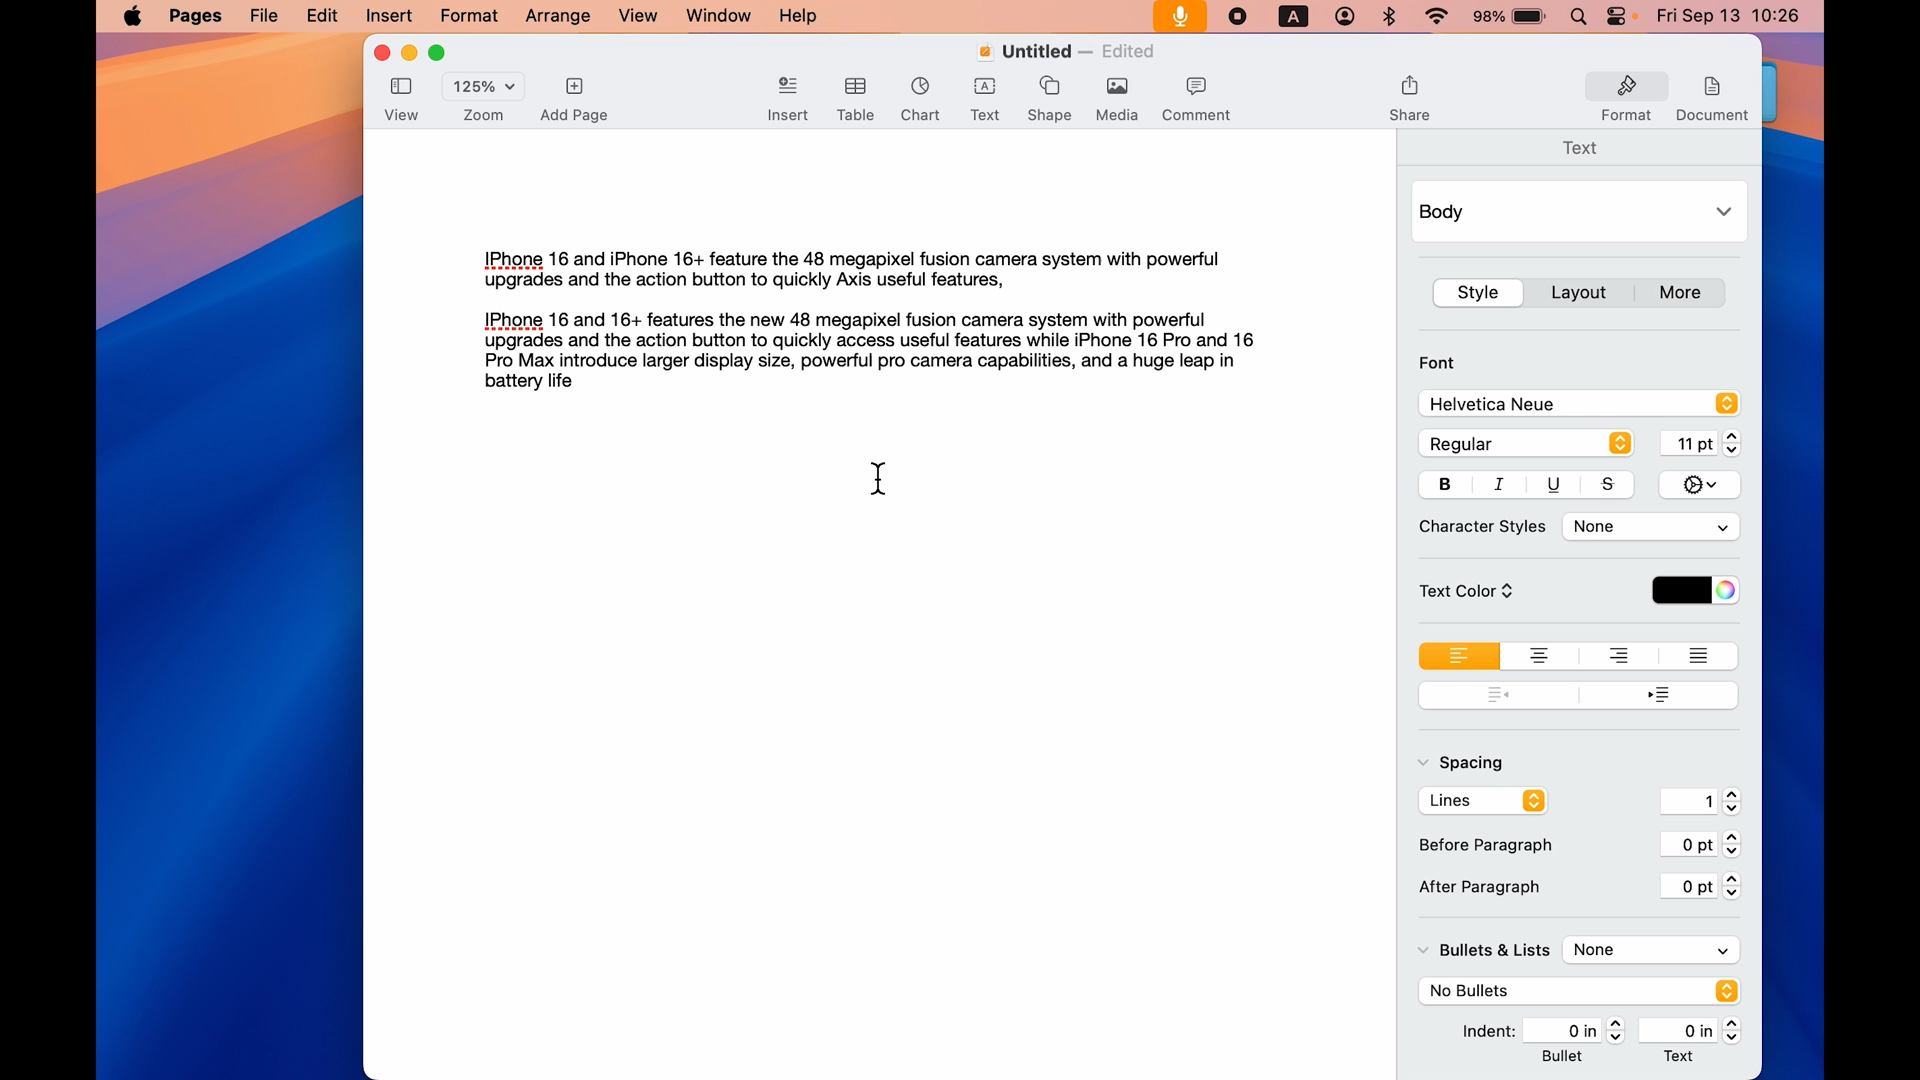 Pages File Edit Insert Format Arrange View Window Help A 98% Fri Sep 13 10:26
Untitled — Edited
125%
View Zoom Add Page Insert Table Chart Text Shape Media Comment Share Format Document
Text
Body
IPhone 16 and iPhone 16+ feature the 48 megapixel fusion camera system with powerful
upgrades and the action button to quickly Axis useful features,
IPhone 16 and 16+ features the new 48 megapixel fusion camera system with powerful
upgrades and the action button to quickly access useful features while iPhone 16 Pro and 16
Pro Max introduce larger display size, powerful pro camera capabilities, and a huge leap in
battery life
Style Layout More
Font
Helvetica Neue
Regular 11 pt
B I U S
Character Styles None
Text Color
Spacing
Lines 1
Before Paragraph 0 pt
After Paragraph 0 pt
Bullets & Lists None
No Bullets
Indent: 0 in 0 in
Bullet Text